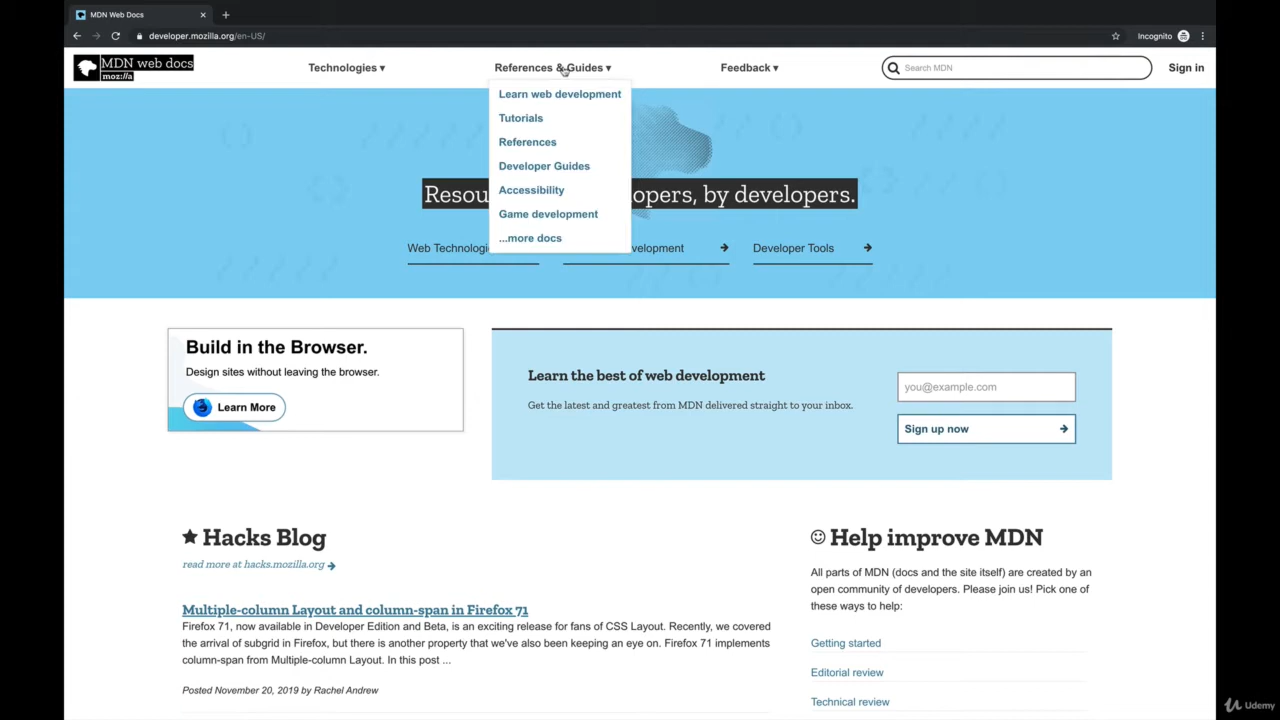 MDN Web Docs
developer.mozilla.org/en-US/
Incognito
MDN web docs
moz://a
Technologies ▾
References & Guides ▾
Feedback ▾
Search MDN
Sign in
Learn web development
Tutorials
References
Developer Guides
Accessibility
Game development
...more docs
Resou opers, by developers.
Web Technologi
velopment
Developer Tools
Build in the Browser.
Design sites without leaving the browser.
Learn More
Learn the best of web development
Get the latest and greatest from MDN delivered straight to your inbox.
you@example.com
Sign up now
Hacks Blog
read more at hacks.mozilla.org
Multiple-column Layout and column-span in Firefox 71
Firefox 71, now available in Developer Edition and Beta, is an exciting release for fans of CSS Layout. Recently, we covered
the arrival of subgrid in Firefox, but there is another property that we've also been keeping an eye on. Firefox 71 implements
column-span from Multiple-column Layout. In this post ...
Posted November 20, 2019 by Rachel Andrew
Help improve MDN
All parts of MDN (docs and the site itself) are created by an
open community of developers. Please join us! Pick one of
these ways to help:
Getting started
Editorial review
Technical review
Udemy